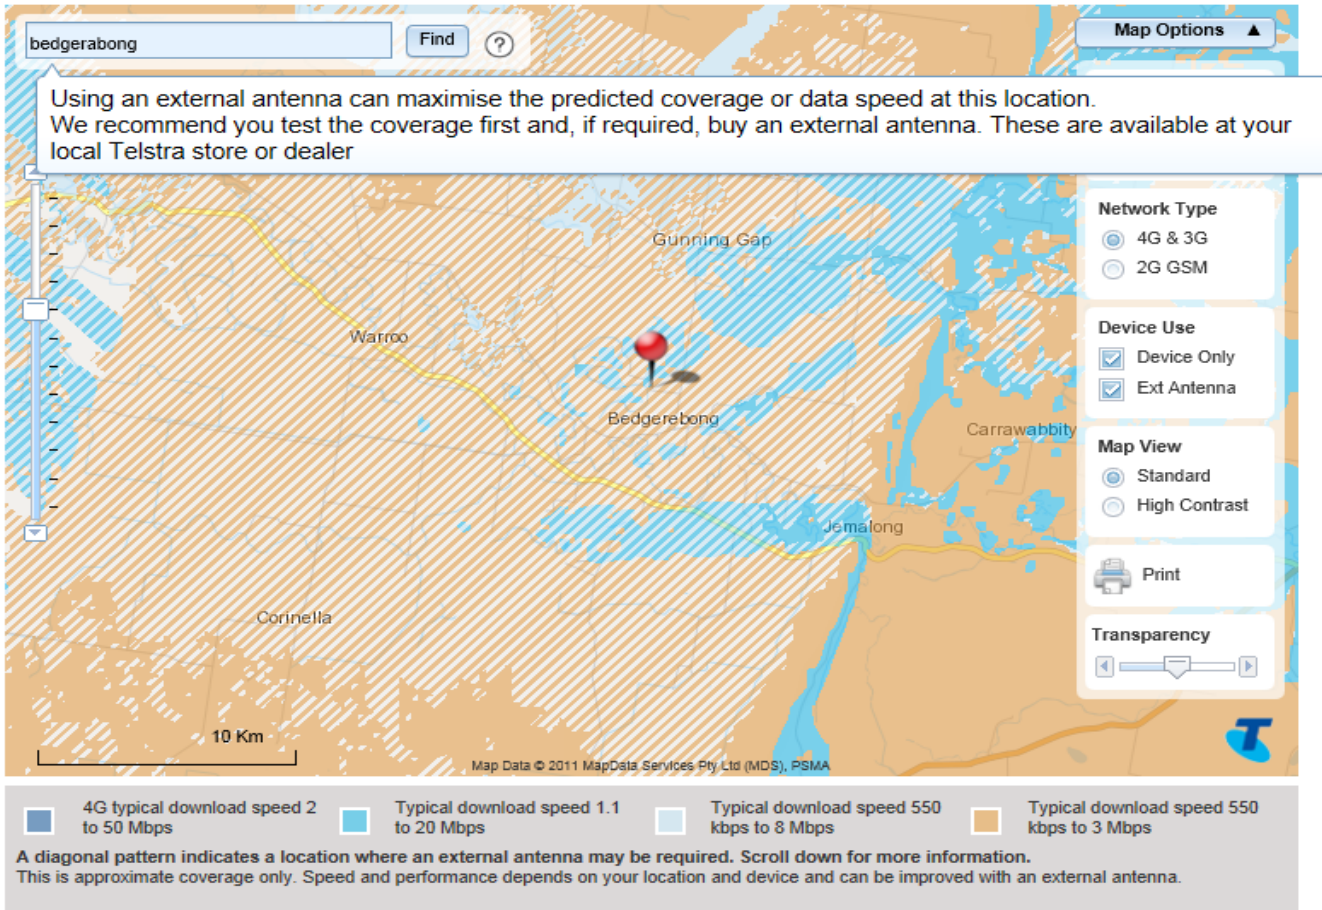 bedgerabong
Find
?
Map Options ▲
Using an external antenna can maximise the predicted coverage or data speed at this location.
We recommend you test the coverage first and, if required, buy an external antenna. These are available at your
local Telstra store or dealer
Network Type
4G & 3G
2G GSM
Device Use
Device Only
Ext Antenna
Map View
Standard
High Contrast
Print
Transparency
Gunning Gap
Warroo
Bedgerebong
Carrawabbity
Jemalong
Corinella
10 Km
Map Data © 2011 MapData Services Pty Ltd (MDS), PSMA
T
4G typical download speed 2
to 50 Mbps
Typical download speed 1.1
to 20 Mbps
Typical download speed 550
kbps to 8 Mbps
Typical download speed 550
kbps to 3 Mbps
A diagonal pattern indicates a location where an external antenna may be required. Scroll down for more information.
This is approximate coverage only. Speed and performance depends on your location and device and can be improved with an external antenna.